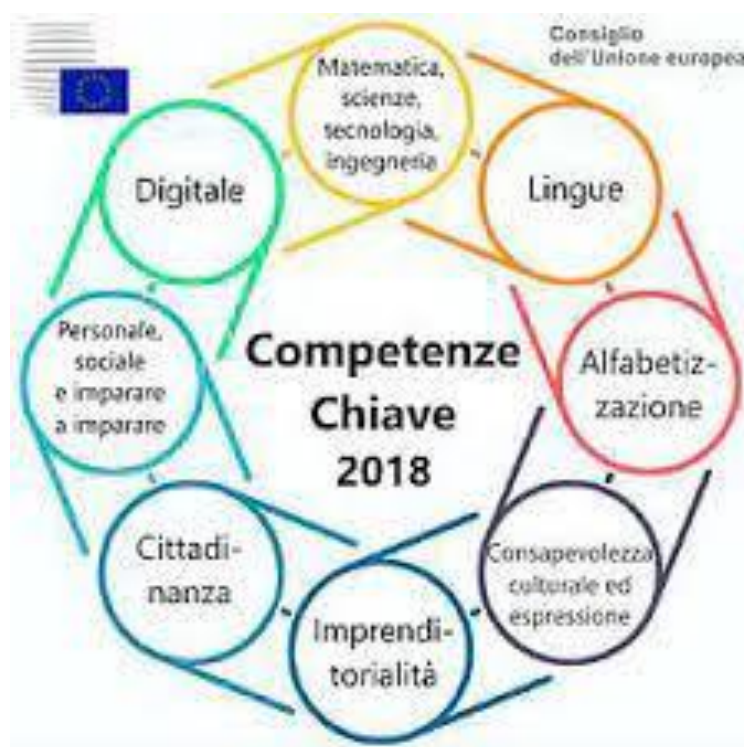 Consiglio
dell'Unione europea
Matematica,
scienze,
tecnologia,
ingegneria
Lingue
Alfabetiz-
zazione
Consapevolezza
culturale ed
espressione
Imprendi-
torialità
Cittadi-
nanza
Personale,
sociale
e imparare
a imparare
Digitale
Competenze
Chiave
2018